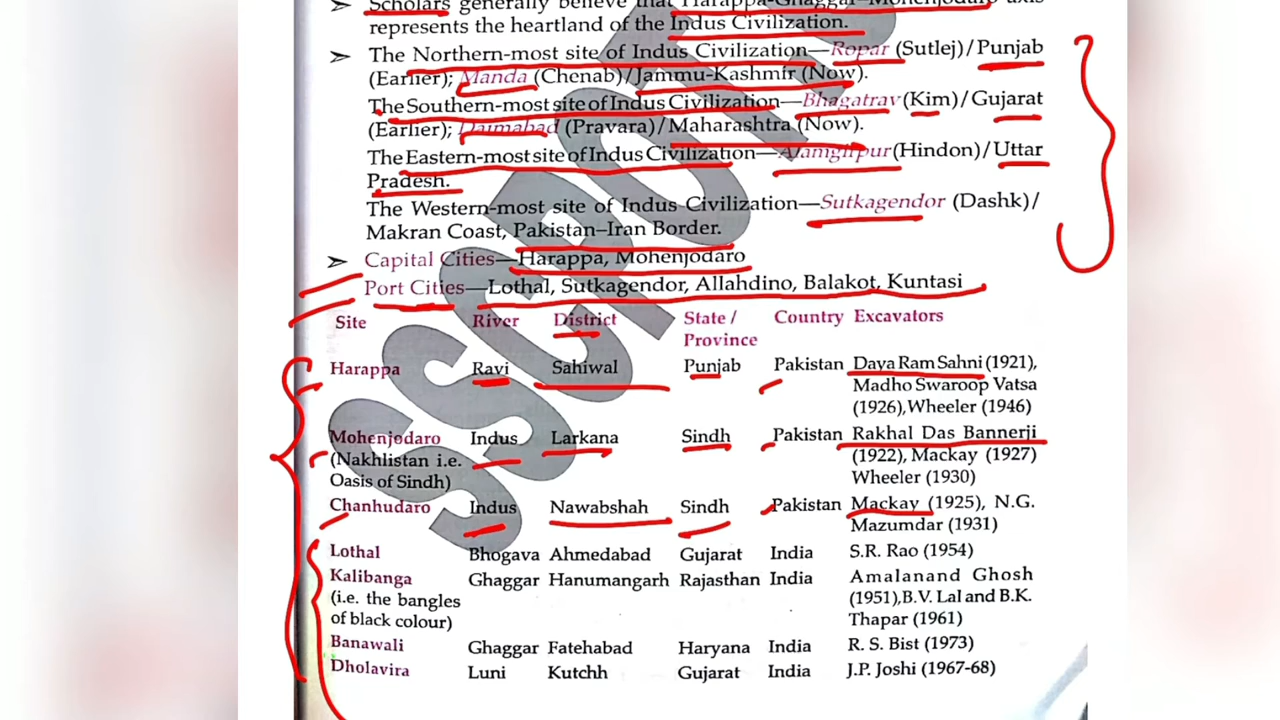 ➢ Scholars generally believe that Harappa-Ghaggar-Mohenjodaro axis
represents the heartland of the Indus Civilization.
➢ The Northern-most site of Indus Civilization—Ropar (Sutlej)/Punjab
(Earlier); Manda (Chenab)/Jammu-Kashmir (Now).
The Southern-most site of Indus Civilization—Bhagatrav (Kim)/Gujarat
(Earlier); Daimabad (Pravara)/Maharashtra (Now).
The Eastern-most site of Indus Civilization—Alamgirpur (Hindon)/Uttar
Pradesh.
The Western-most site of Indus Civilization—Sutkagendor (Dashk)/
Makran Coast, Pakistan–Iran Border.
➢ Capital Cities—Harappa, Mohenjodaro
Port Cities—Lothal, Sutkagendor, Allahdino, Balakot, Kuntasi
Site River District State / Country Excavators
Province
Harappa Ravi Sahiwal Punjab Pakistan Daya Ram Sahni (1921),
Madho Swaroop Vatsa
(1926),Wheeler (1946)
Mohenjodaro Indus Larkana Sindh Pakistan Rakhal Das Bannerji
(Nakhlistan i.e. (1922), Mackay (1927)
Oasis of Sindh) Wheeler (1930)
Chanhudaro Indus Nawabshah Sindh Pakistan Mackay (1925), N.G.
Mazumdar (1931)
Lothal Bhogava Ahmedabad Gujarat India S.R. Rao (1954)
Kalibanga Ghaggar Hanumangarh Rajasthan India Amalanand Ghosh
(i.e. the bangles (1951),B.V. Lal and B.K.
of black colour) Thapar (1961)
Banawali Ghaggar Fatehabad Haryana India R. S. Bist (1973)
Dholavira Luni Kutchh Gujarat India J.P. Joshi (1967-68)